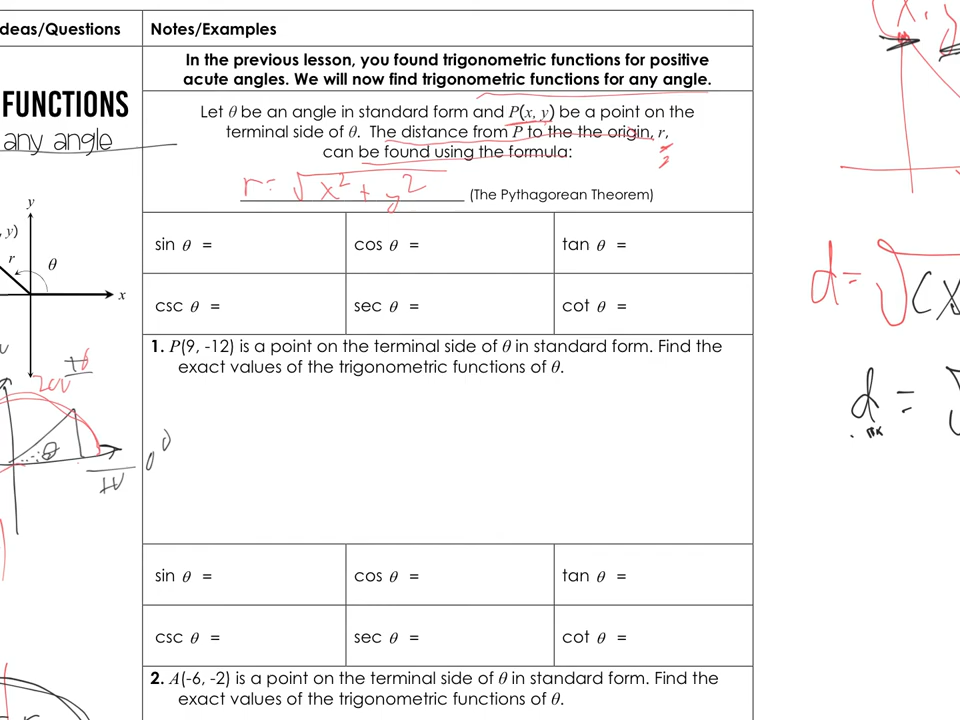 deas/Questions
Notes/Examples
In the previous lesson, you found trigonometric functions for positive
acute angles. We will now find trigonometric functions for any angle.
FUNCTIONS
any angle
Let θ be an angle in standard form and P(x, y) be a point on the
terminal side of θ. The distance from P to the the origin, r,
can be found using the formula:
r = √x² + y²
(The Pythagorean Theorem)
y
, y)
r
θ
x
sin θ =
cos θ =
tan θ =
csc θ =
sec θ =
cot θ =
1. P(9, -12) is a point on the terminal side of θ in standard form. Find the
exact values of the trigonometric functions of θ.
θ
sin θ =
cos θ =
tan θ =
csc θ =
sec θ =
cot θ =
2. A(-6, -2) is a point on the terminal side of θ in standard form. Find the
exact values of the trigonometric functions of θ.
(x, y
d = √(x
d = √